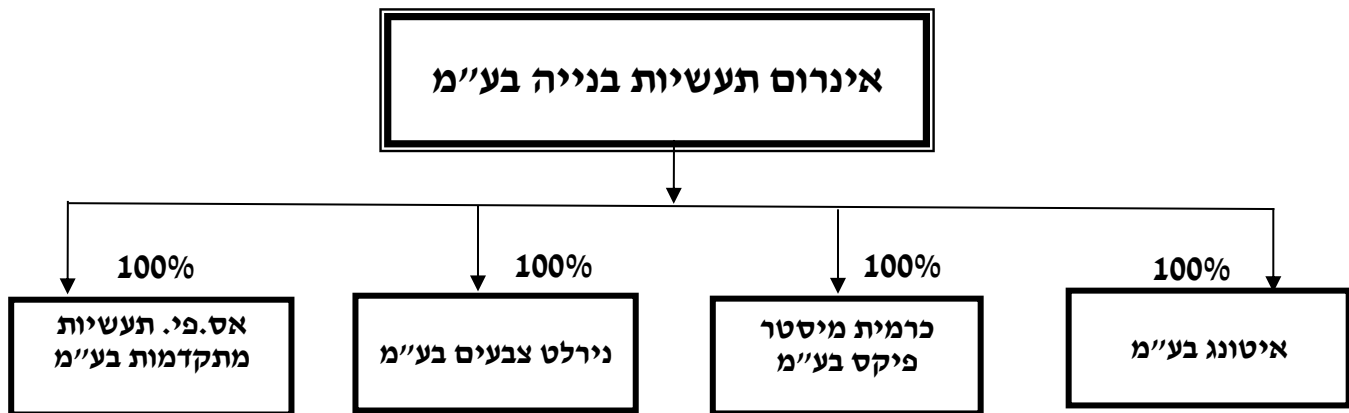 אינרום תעשיות בנייה בע״מ
100%
100%
100%
100%
איטונג בע״מ
כרמית מיסטר
פיקס בע״מ
נירלט צבעים בע״מ
אס.פי. תעשיות
מתקדמות בע״מ